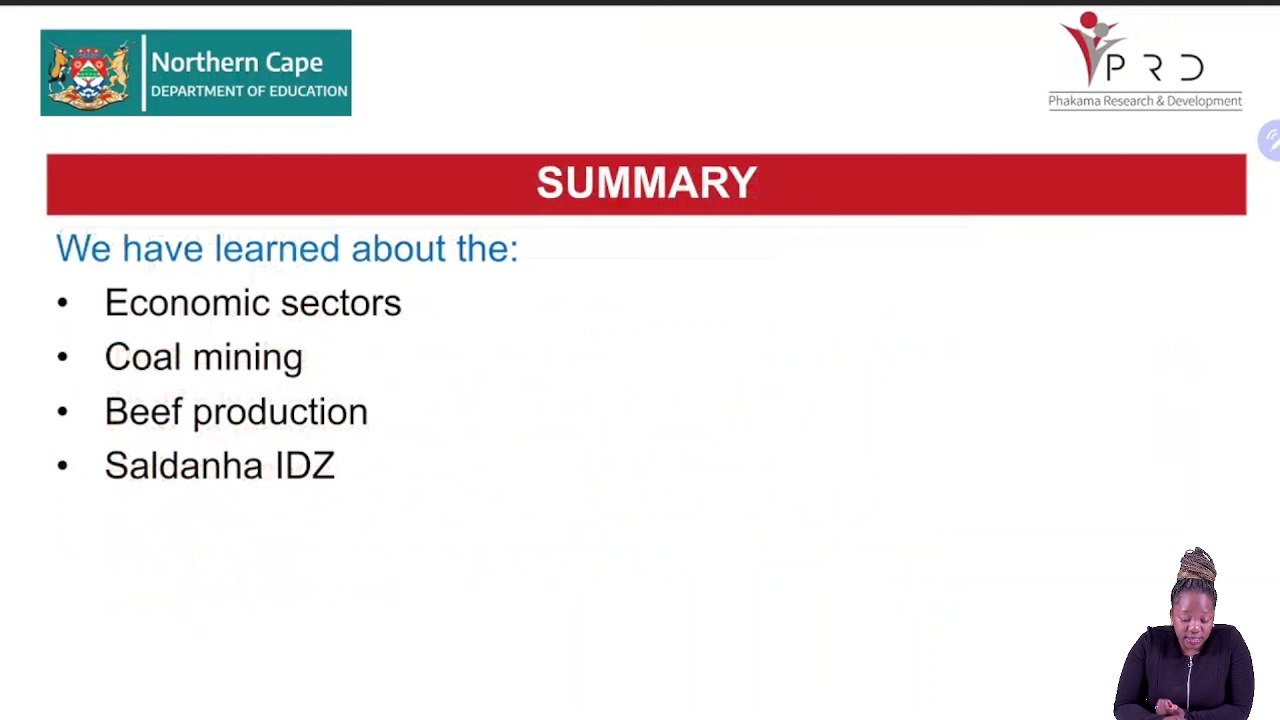 Northern Cape
DEPARTMENT OF EDUCATION
P R D
Phakama Research & Development
SUMMARY
We have learned about the:
• Economic sectors
• Coal mining
• Beef production
• Saldanha IDZ